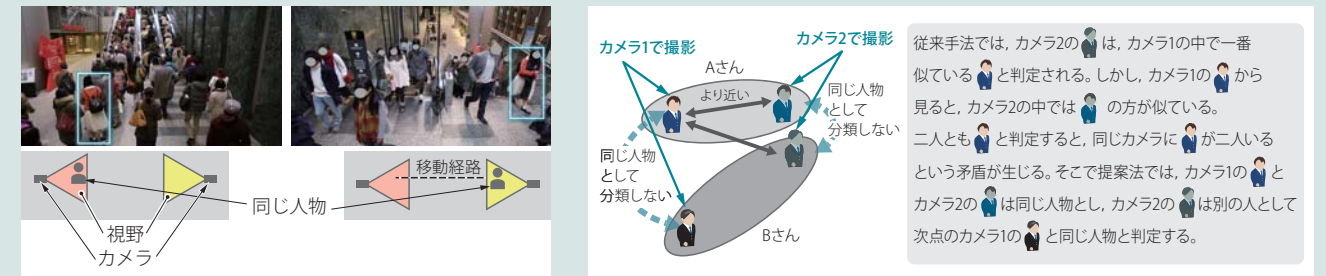 移動経路
同じ人物
視野
カメラ
カメラ1で撮影
カメラ2で撮影
Aさん
より近い
同じ人物
として
分類しない
同じ人物
として
分類しない
Bさん
従来手法では, カメラ2の は, カメラ1の中で一番
似ている と判定される。しかし, カメラ1の から
見ると, カメラ2の中では の方が似ている。
二人とも と判定すると, 同じカメラに が二人いる
という矛盾が生じる。そこで提案法では, カメラ1の と
カメラ2の は同じ人物とし, カメラ2の は別の人として
次点のカメラ1の と同じ人物と判定する。